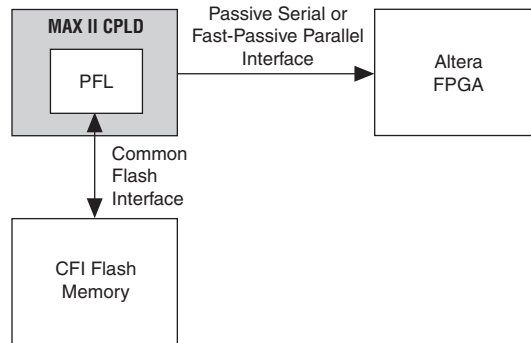 MAX II CPLD
PFL
Passive Serial or
Fast-Passive Parallel
Interface
Altera
FPGA
Common
Flash
Interface
CFI Flash
Memory